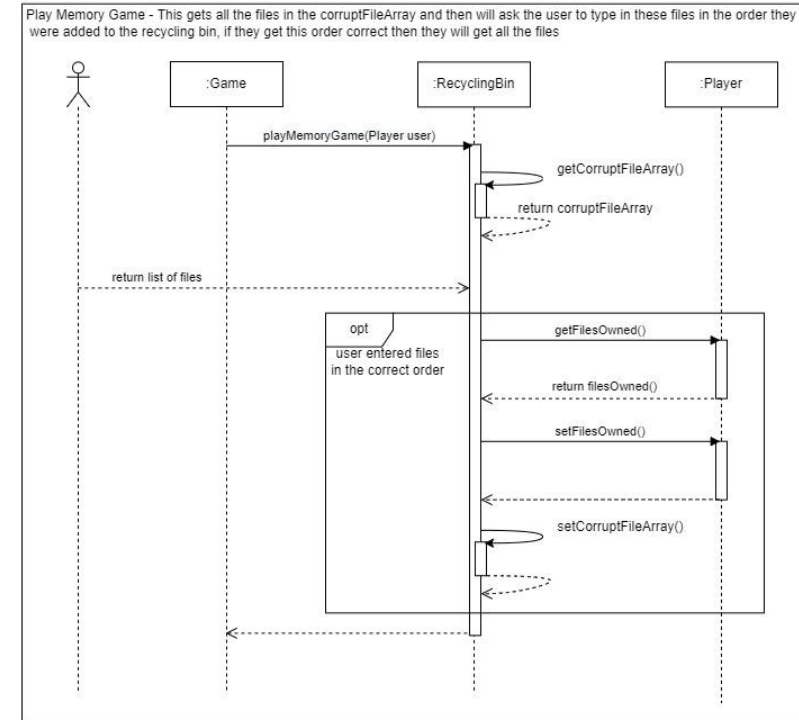 Play Memory Game - This gets all the files in the corruptFileArray and then will ask the user to type in these files in the order they
were added to the recycling bin, if they get this order correct then they will get all the files
:Game
:RecyclingBin
:Player
playMemoryGame(Player user)
getCorruptFileArray()
return corruptFileArray
return list of files
opt
user entered files
in the correct order
getFilesOwned()
return filesOwned()
setFilesOwned()
setCorruptFileArray()